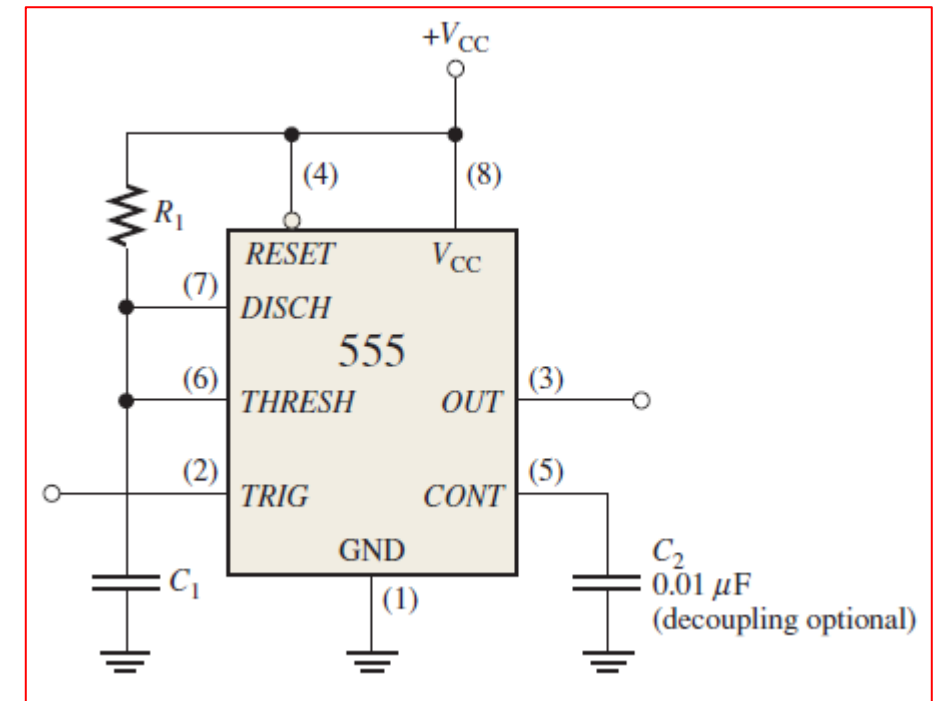 +VCC
(4)
(8)
R1
RESET
VCC
(7)
DISCH
555
(6)
(3)
THRESH
OUT
(2)
(5)
TRIG
CONT
GND
C2
C1
0.01 μF
(1)
(decoupling optional)